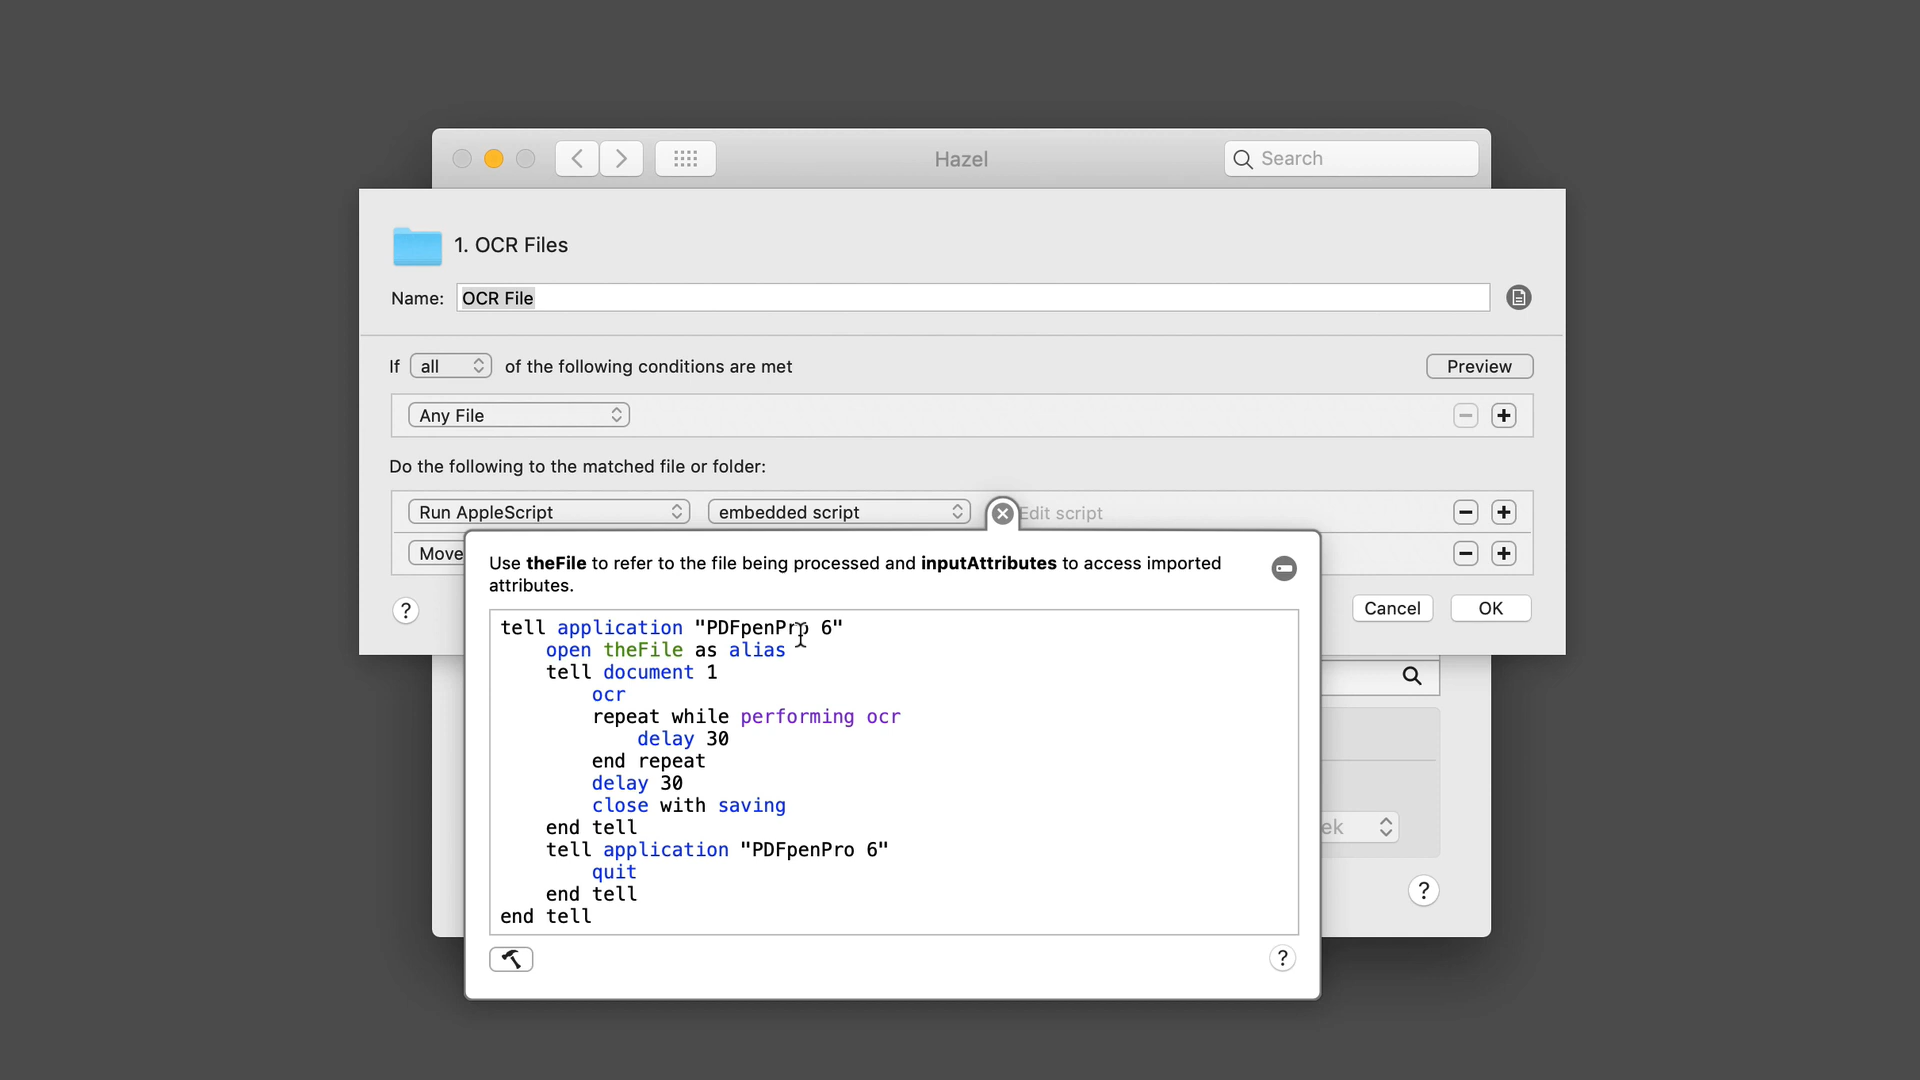 Hazel
Search
1. OCR Files
Name: OCR File
If all of the following conditions are met
Preview
Any File
Do the following to the matched file or folder:
Run AppleScript embedded script Edit script
Move
Use theFile to refer to the file being processed and inputAttributes to access imported
attributes.
?
Cancel OK
tell application "PDFpenPro 6"
open theFile as alias
tell document 1
ocr
repeat while performing ocr
delay 30
end repeat
delay 30
close with saving
end tell
tell application "PDFpenPro 6"
quit
end tell
end tell
ek
?
?